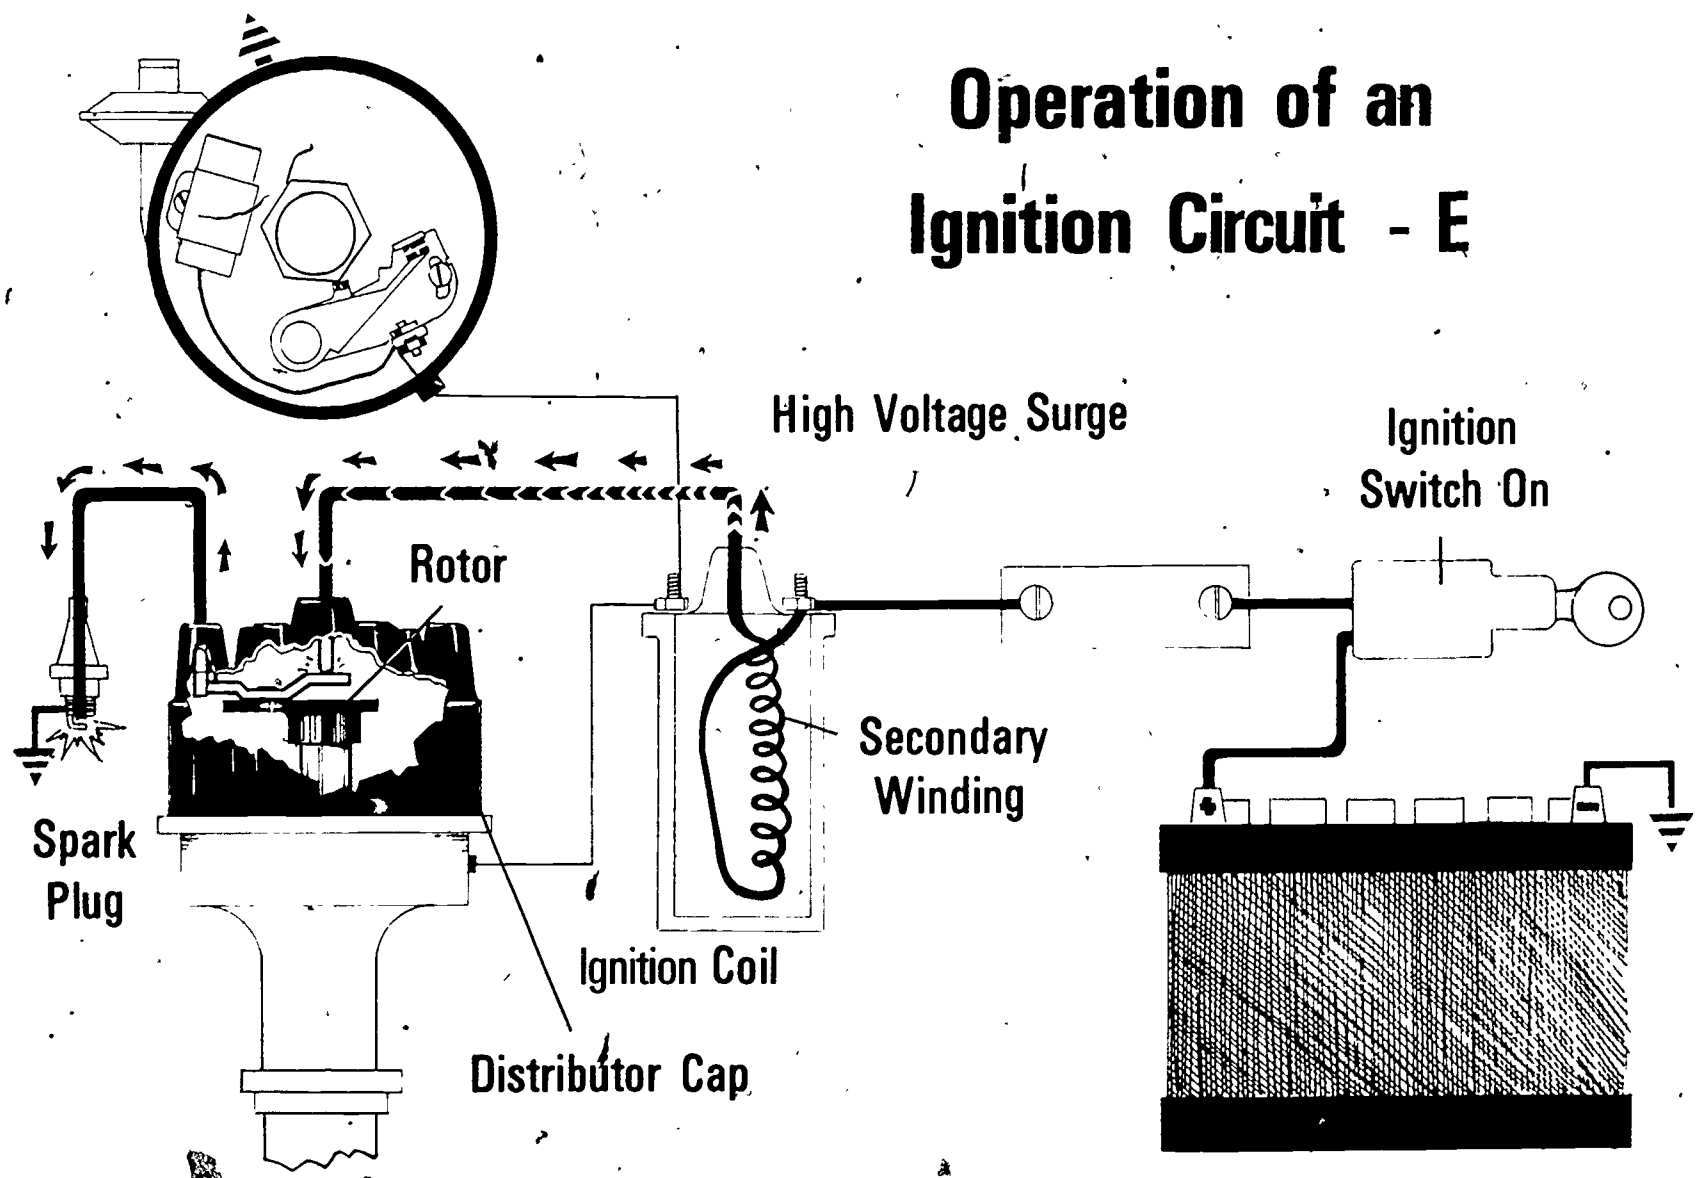 Operation of an
Ignition Circuit - E
High Voltage Surge
Ignition
Switch On
Rotor
Secondary
Winding
+
-
Spark
Plug
Ignition Coil
Distributor Cap